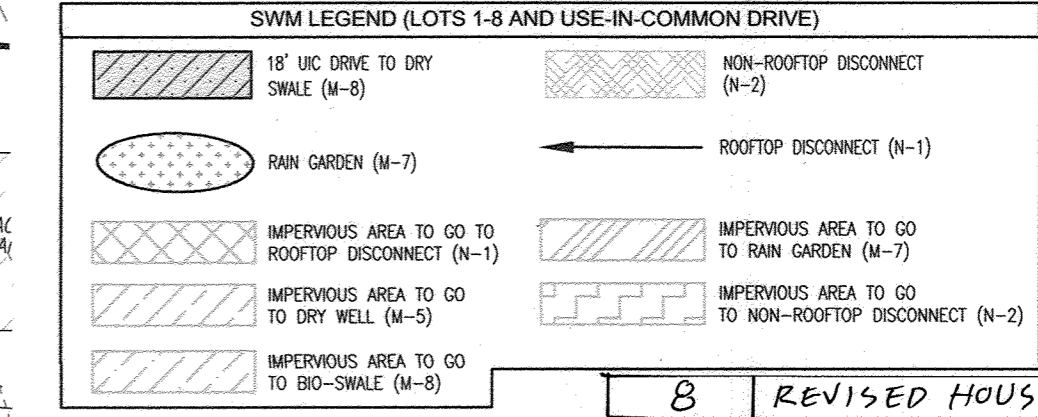 SWM LEGEND (LOTS 1-8 AND USE-IN-COMMON DRIVE)
18' UIC DRIVE TO DRY
SWALE (M-8)
RAIN GARDEN (M-7)
IMPERVIOUS AREA TO GO TO
ROOFTOP DISCONNECT (N-1)
IMPERVIOUS AREA TO GO
TO DRY WELL (M-5)
IMPERVIOUS AREA TO GO
TO BIO-SWALE (M-8)
NON-ROOFTOP DISCONNECT
(N-2)
ROOFTOP DISCONNECT (N-1)
IMPERVIOUS AREA TO GO
TO RAIN GARDEN (M-7)
IMPERVIOUS AREA TO GO
TO NON-ROOFTOP DISCONNECT (N-2)
8 REVISED HOUS